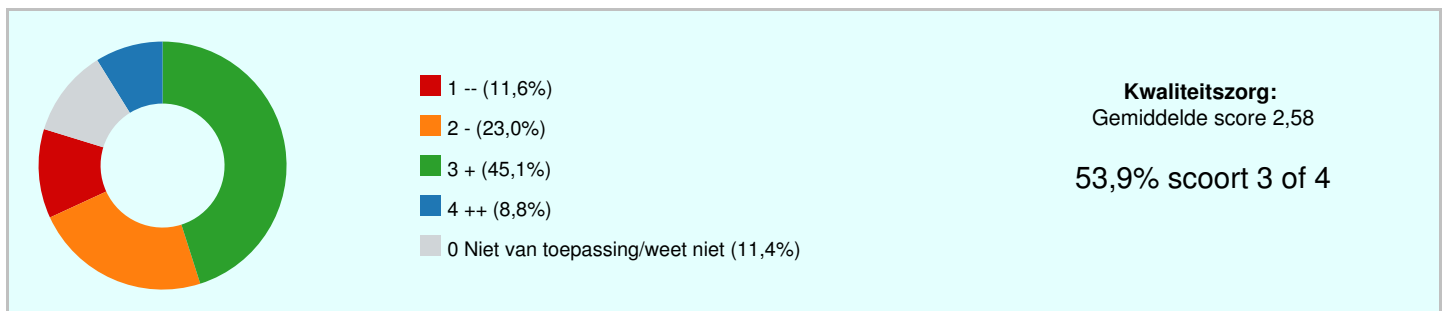 1 -- (11,6%)
2 - (23,0%)
3 + (45,1%)
4 ++ (8,8%)
0 Niet van toepassing/weet niet (11,4%)
Kwaliteitszorg:
Gemiddelde score 2,58
53,9% scoort 3 of 4